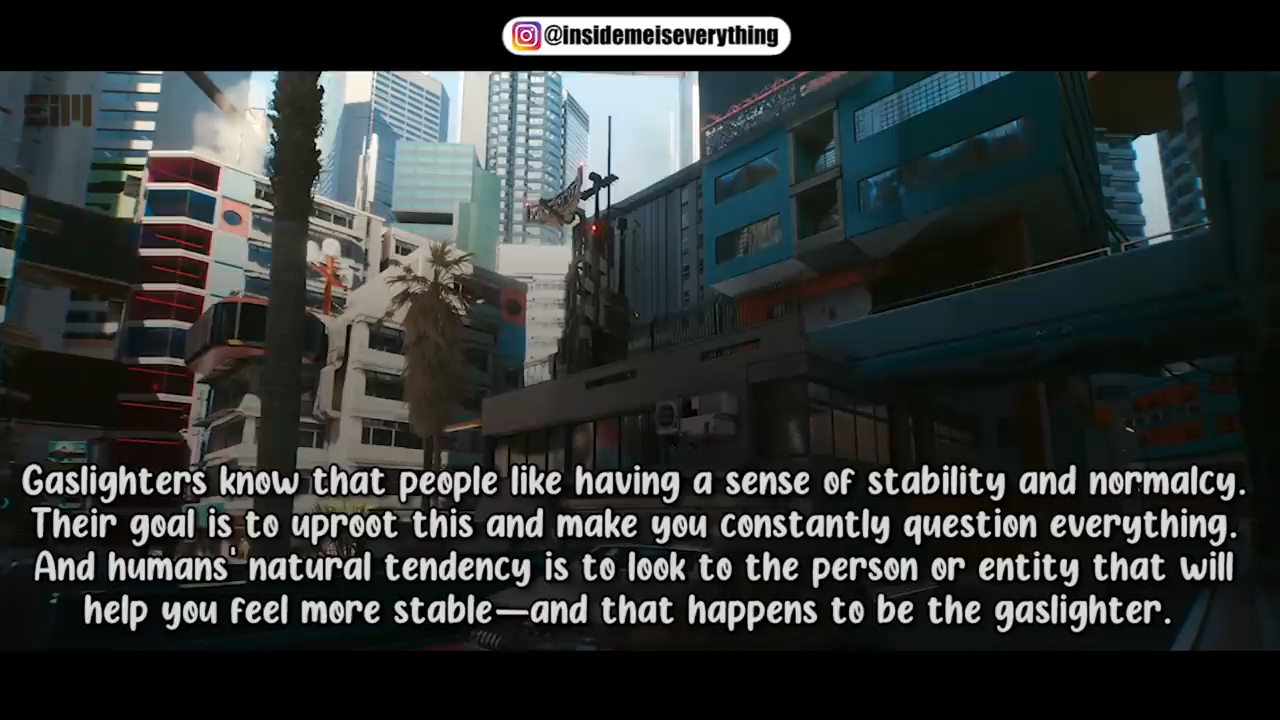 @insidemeiseverything
EIM
Gaslighters know that people like having a sense of stability and normalcy.
Their goal is to uproot this and make you constantly question everything.
And humans' natural tendency is to look to the person or entity that will
help you feel more stable—and that happens to be the gaslighter.